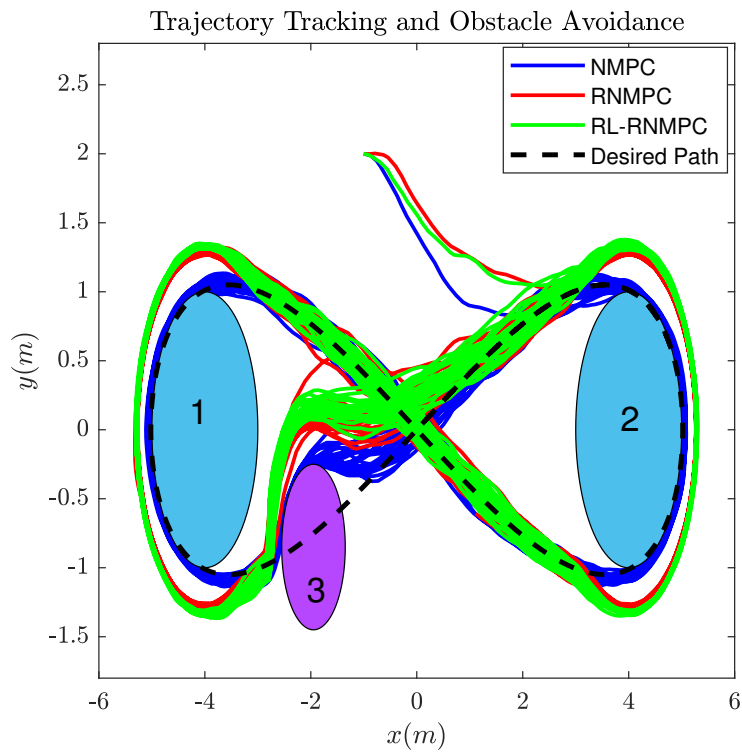 Trajectory Tracking and Obstacle Avoidance
NMPC
RNMPC
RL-RNMPC
Desired Path
2.5
2
1.5
1
0.5
0
-0.5
-1
-1.5
y(m)
1
2
3
-6 -4 -2 0 2 4 6
x(m)